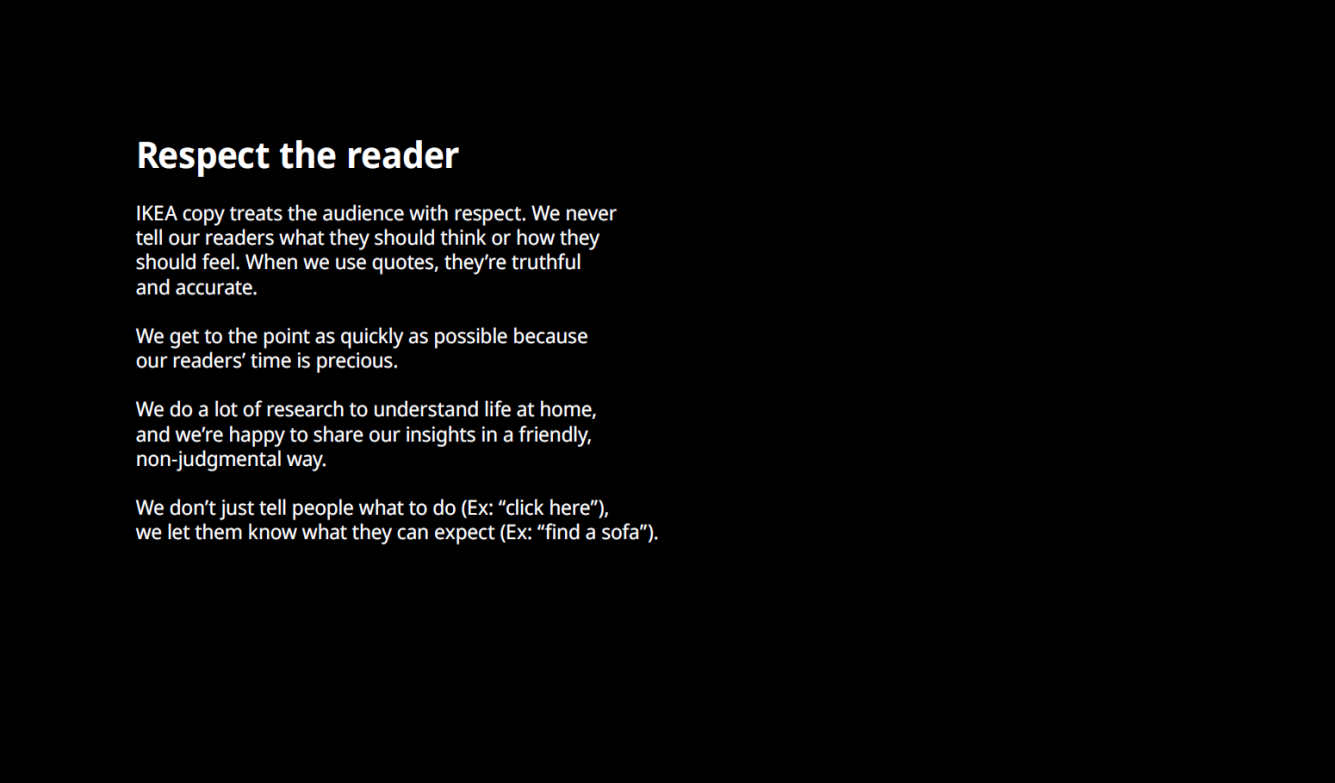 Respect the reader
IKEA copy treats the audience with respect. We never
tell our readers what they should think or how they
should feel. When we use quotes, they’re truthful
and accurate.
We get to the point as quickly as possible because
our readers’ time is precious.
We do a lot of research to understand life at home,
and we’re happy to share our insights in a friendly,
non-judgmental way.
We don’t just tell people what to do (Ex: “click here”),
we let them know what they can expect (Ex: “find a sofa”).